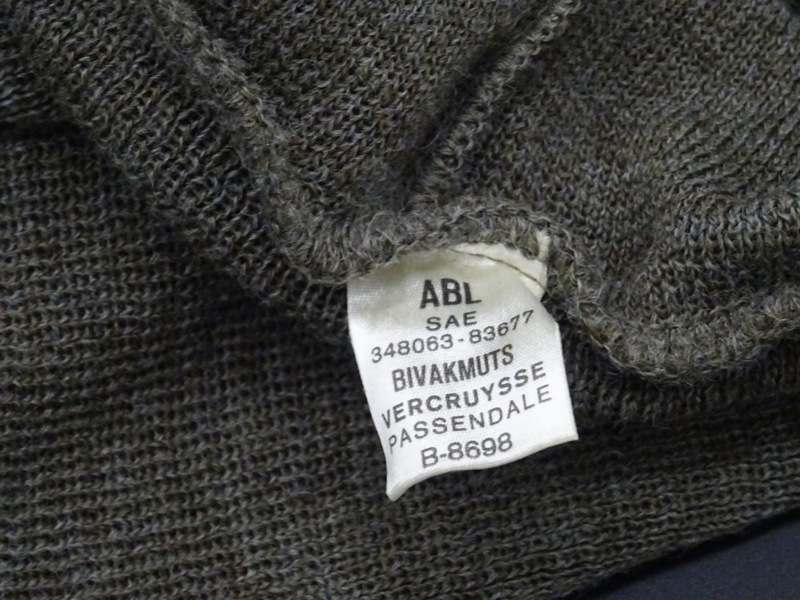 ABL
SAE
348063-83677
BIVAKMUTS
VERCRUYSSE
PASSENDALE
B-8698